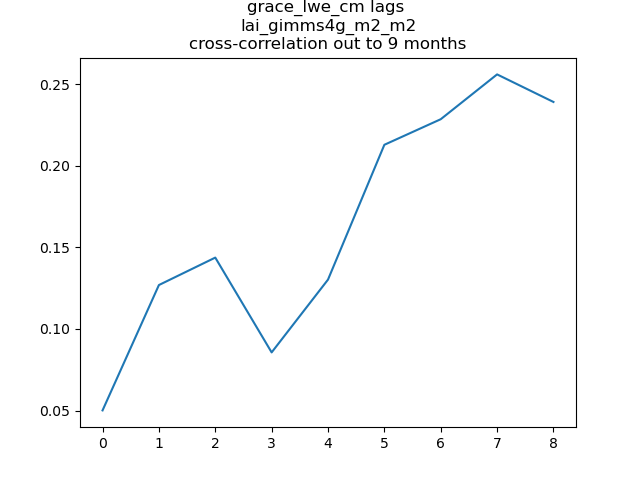 grace_lwe_cm lags
lai_gimms4g_m2_m2
cross-correlation out to 9 months
0.25
0.20
0.15
0.10
0.05
0 1 2 3 4 5 6 7 8